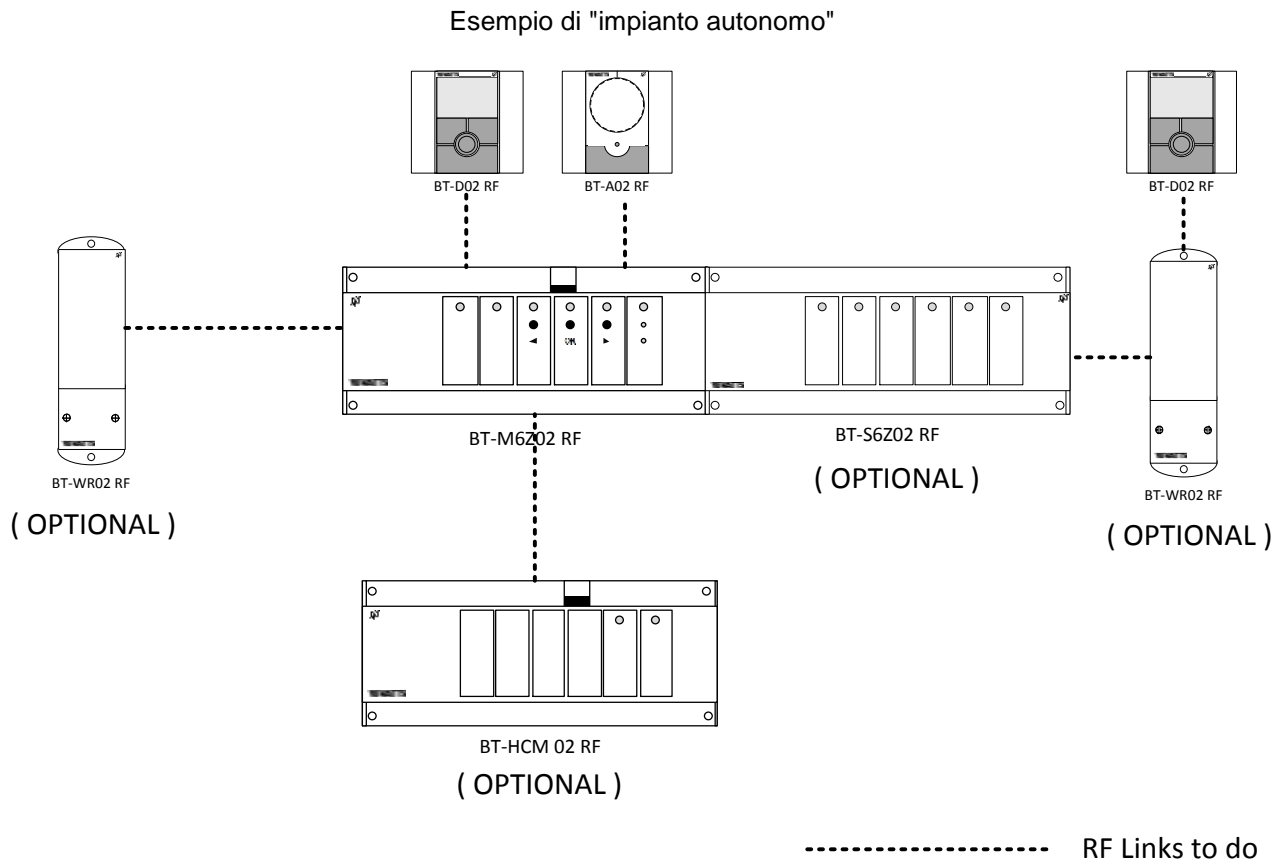 Esempio di "impianto autonomo"
BT-D02 RF
BT-A02 RF
BT-D02 RF
BT-M6Z02 RF
BT-S6Z02 RF
( OPTIONAL )
BT-WR02 RF
( OPTIONAL )
BT-WR02 RF
( OPTIONAL )
BT-HCM 02 RF
( OPTIONAL )
RF Links to do